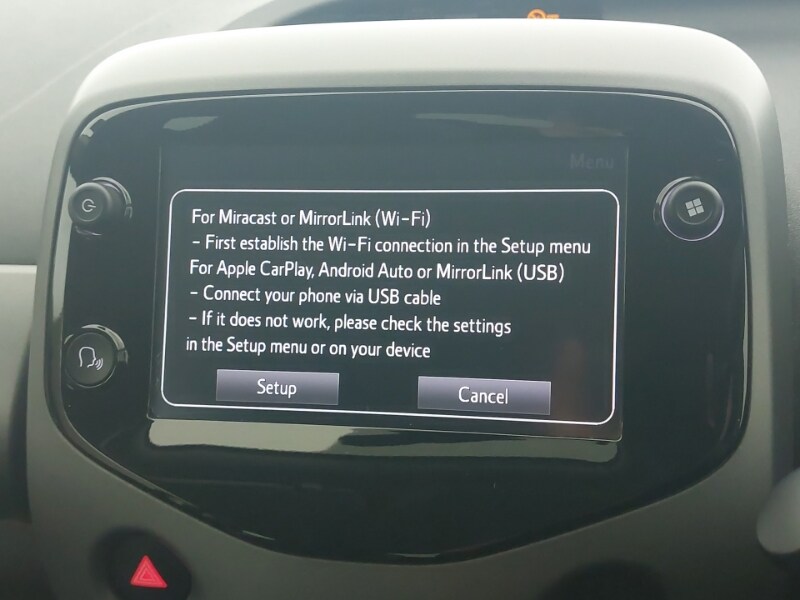 Menu
For Miracast or MirrorLink (Wi-Fi)
- First establish the Wi-Fi connection in the Setup menu
For Apple CarPlay, Android Auto or MirrorLink (USB)
- Connect your phone via USB cable
- If it does not work, please check the settings
in the Setup menu or on your device
Setup
Cancel